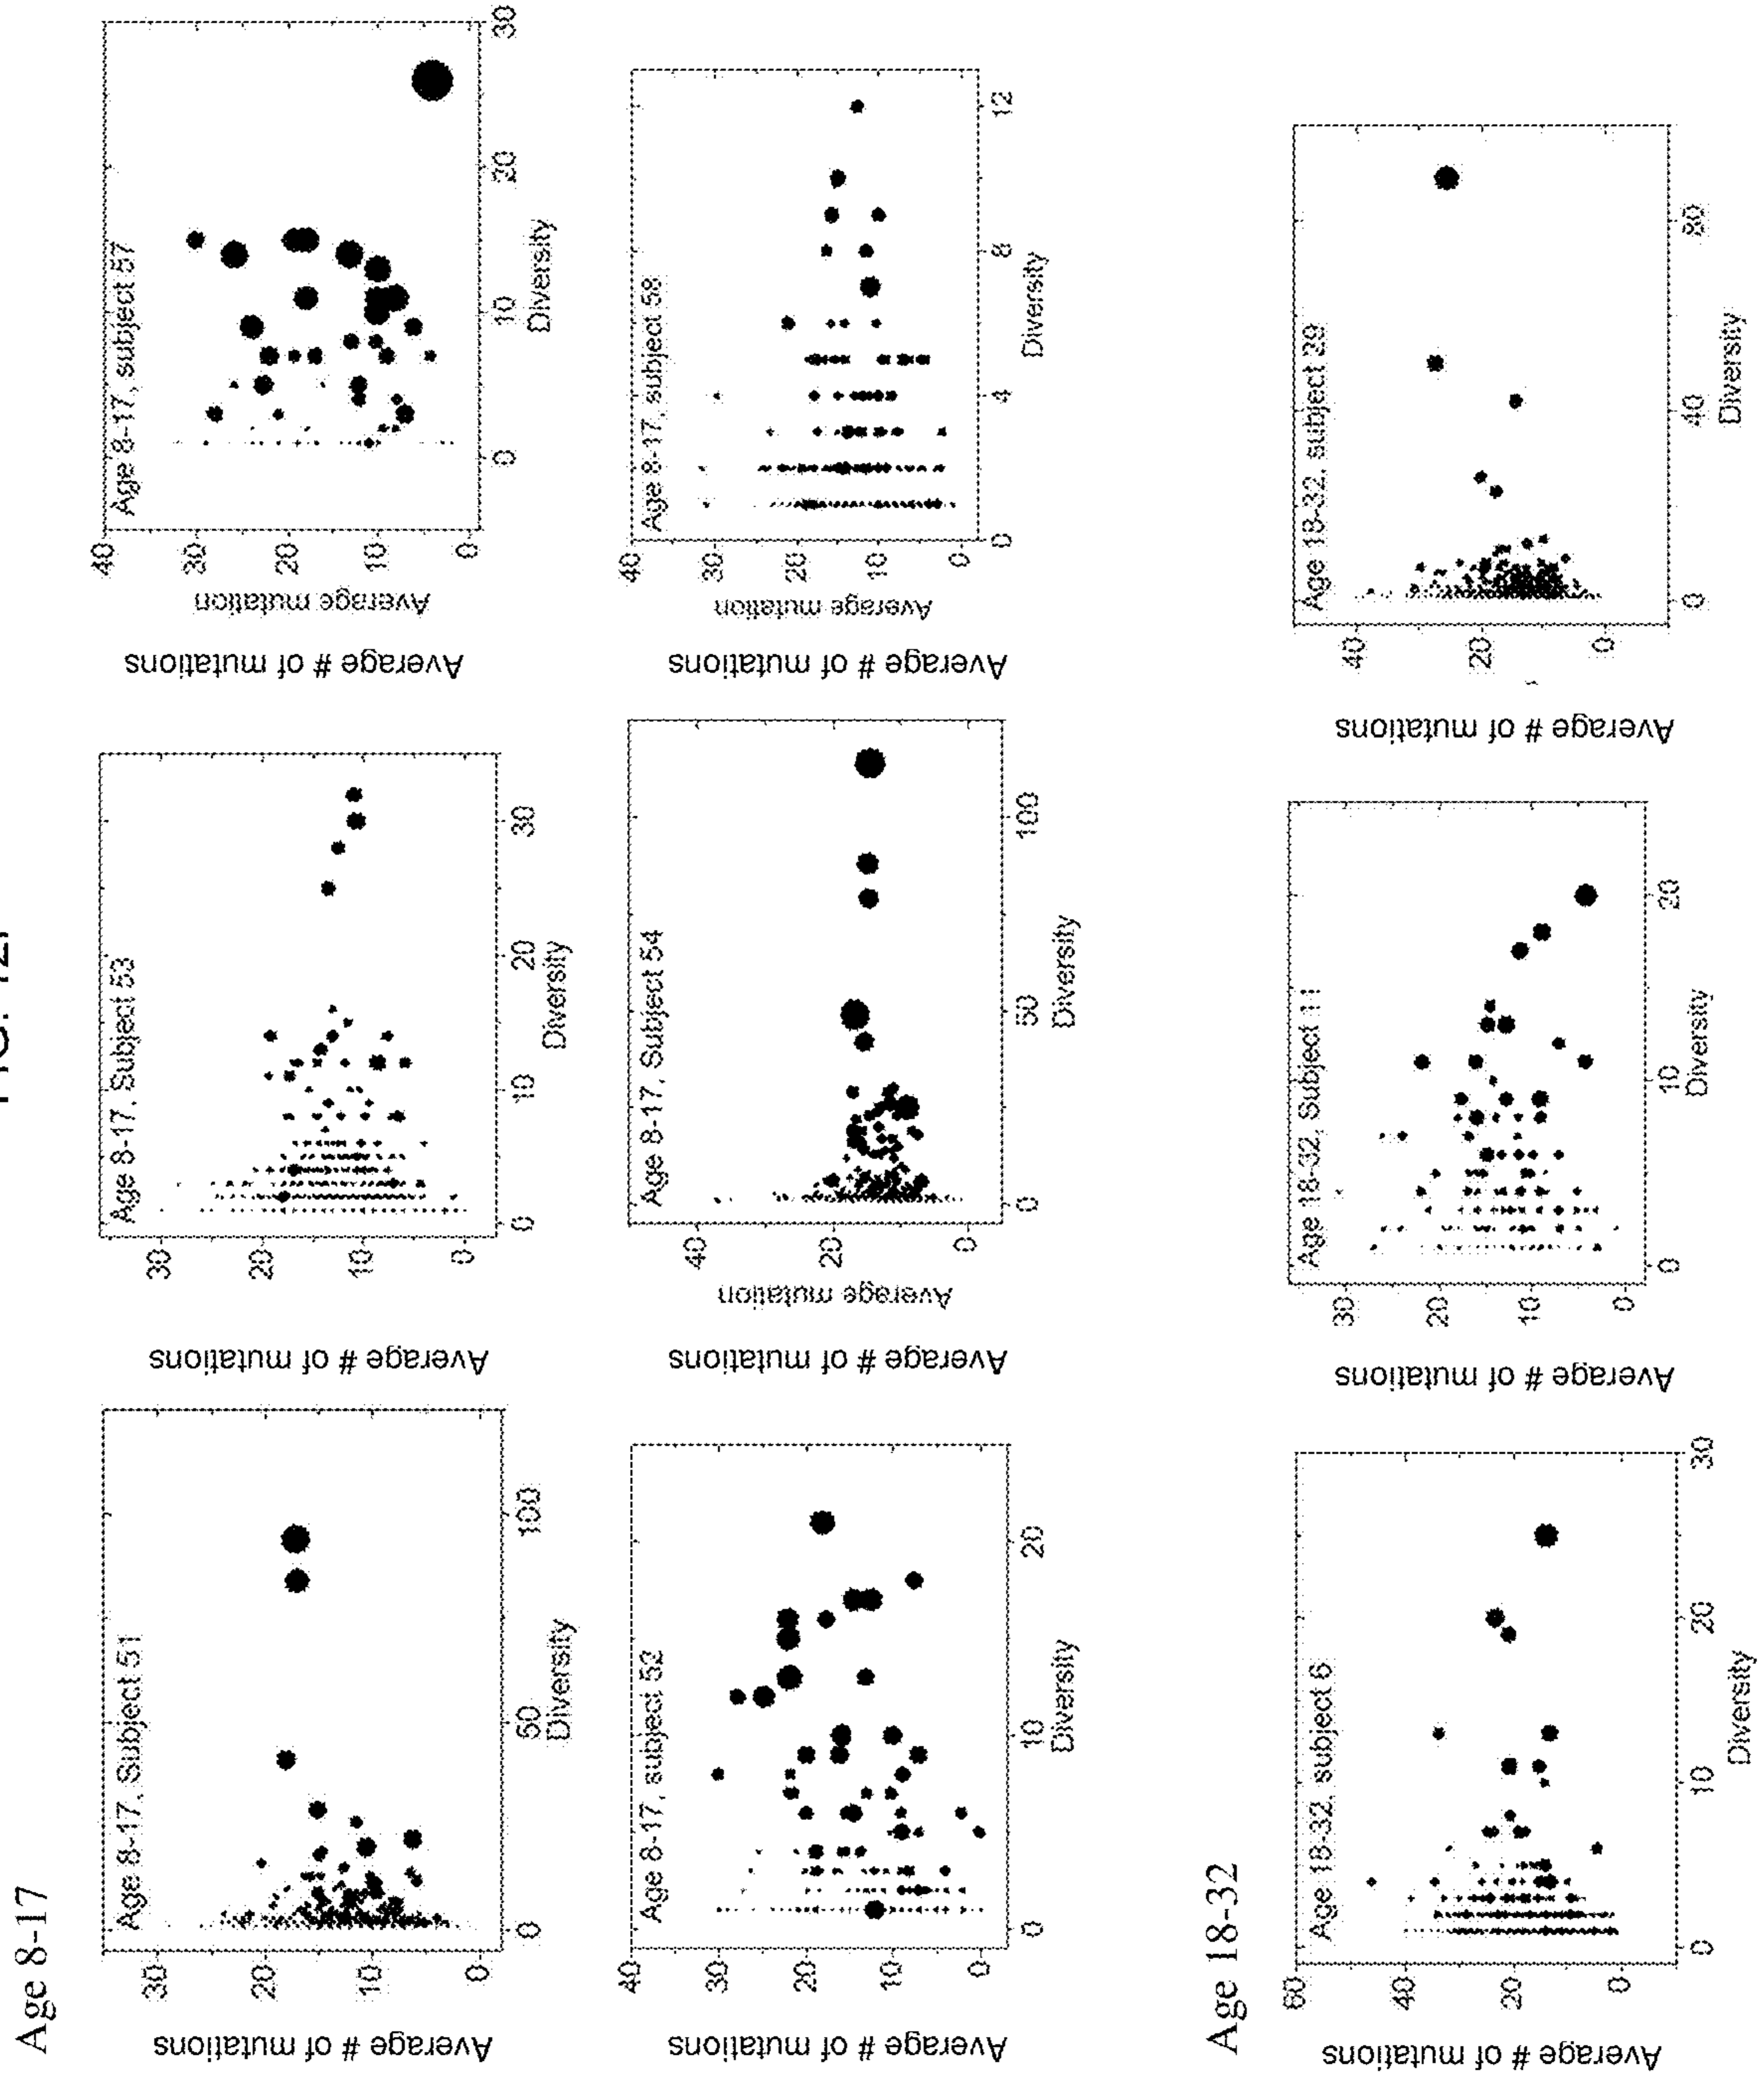 Age 8-17
Age 8-17, Subject 51
30
20
10
0
0
50
100
Diversity
Average # of mutations
Age 8-17, Subject 53
30
20
10
0
0
10
20
30
Diversity
Average # of mutations
Age 8-17, subject 57
40
30
20
10
0
0
10
20
30
Diversity
Average mutation
Average # of mutations
Age 8-17, subject 52
40
30
20
10
0
0
10
20
Diversity
Average # of mutations
Age 8-17, Subject 54
40
20
0
0
50
100
Diversity
Average mutation
Average # of mutations
Age 8-17, subject 58
40
30
20
10
0
0
4
8
12
Diversity
Average mutation
Average # of mutations
Age 18-32
Age 18-32, subject 6
60
40
20
0
0
10
20
30
Diversity
Average # of mutations
Age 18-32, Subject 11
30
20
10
0
0
10
20
Diversity
Average # of mutations
Age 18-32, subject 39
40
20
0
0
40
80
Diversity
Average # of mutations